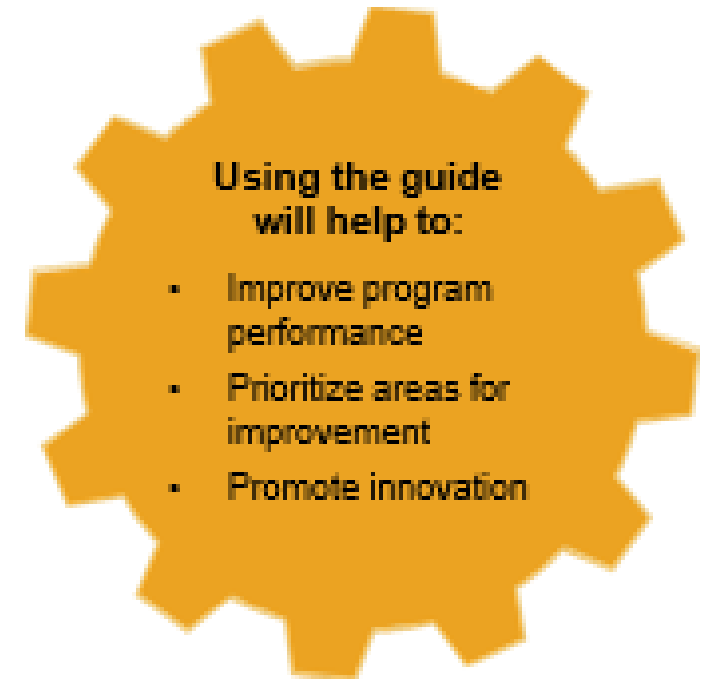 Using the guide
will help to:
• Improve program
performance
• Prioritize areas for
improvement
• Promote innovation